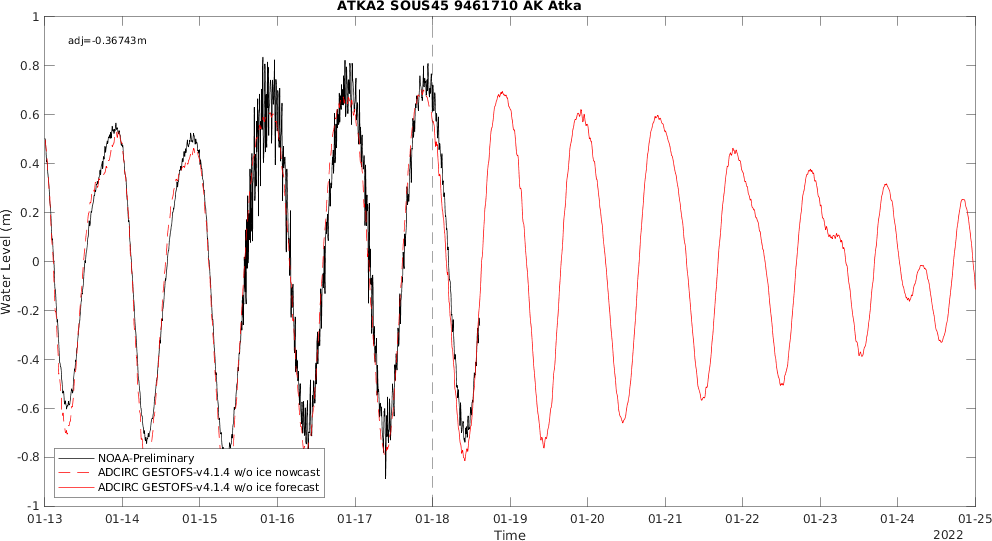 ATKA2 SOUS45 9461710 AK Atka
adj=-0.36743m
1
0.8
0.6
0.4
0.2
0
-0.2
-0.4
-0.6
-0.8
-1
Water Level (m)
NOAA-Preliminary
ADCIRC GESTOFS-v4.1.4 w/o ice nowcast
ADCIRC GESTOFS-v4.1.4 w/o ice forecast
01-13 01-14 01-15 01-16 01-17 01-18 01-19 01-20 01-21 01-22 01-23 01-24 01-25
Time
2022